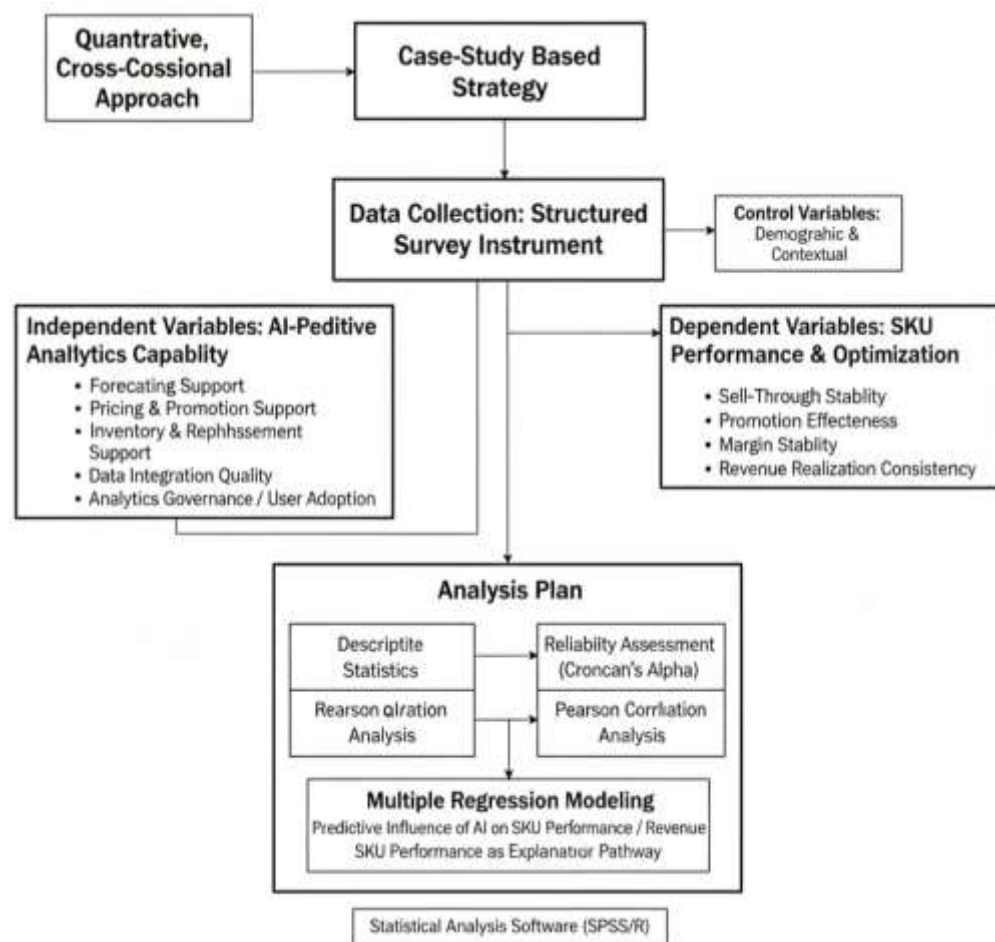 Quantrative,
Cross-Cossional
Approach
Case-Study Based
Strategy
Data Collection: Structured
Survey Instrument
Control Variables:
Demograhic &
Contextual
Independent Variables: AI-Peditive
Anallytics Capablity
• Forecating Support
• Pricing & Promotion Support
• Inventory & Rephhssement
Support
• Data Integration Quality
• Analytics Governance / User Adoption
Dependent Variables: SKU
Performance & Optimization
• Sell-Through Stablity
• Promotion Effecteness
• Margin Stablity
• Revenue Realization Consistency
Analysis Plan
Descriptite
Statistics
Reliabilty Assessment
(Croncan's Alpha)
Rearson
Analysis
Pearson
Analysis
Multiple Regression Modeling
Predictive Influence of AI on SKU Performance / Revenue
SKU Performance as Pathway
Statistical Analysis Software (SPSS/R)